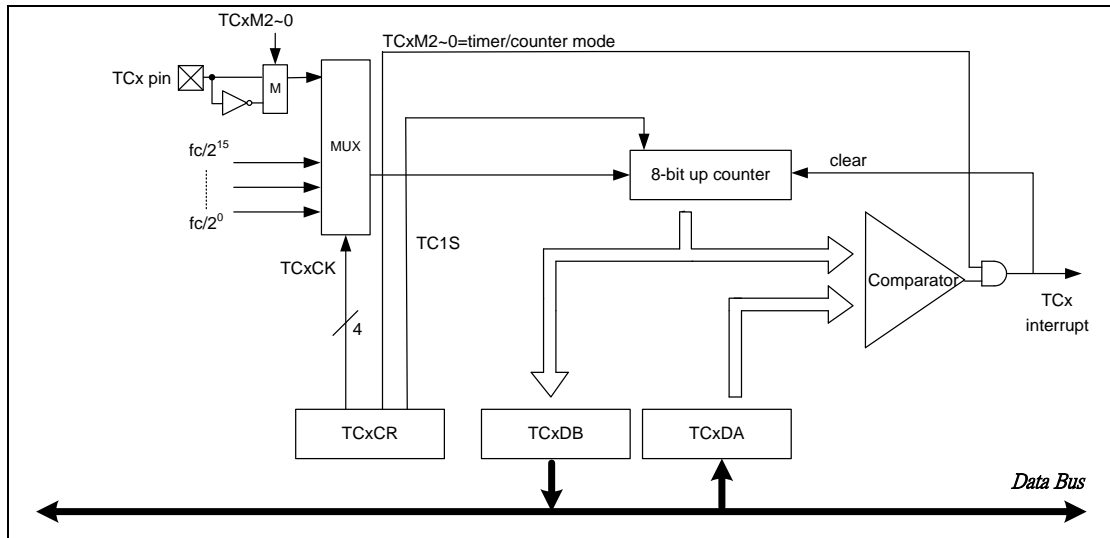 TCxM2~0
TCxM2~0=timer/counter mode
TCx pin
M
MUX
fc/2^15
fc/2^0
8-bit up counter
clear
TCxCK
TC1S
Comparator
4
TCx
interrupt
TCxCR
TCxDB
TCxDA
Data Bus